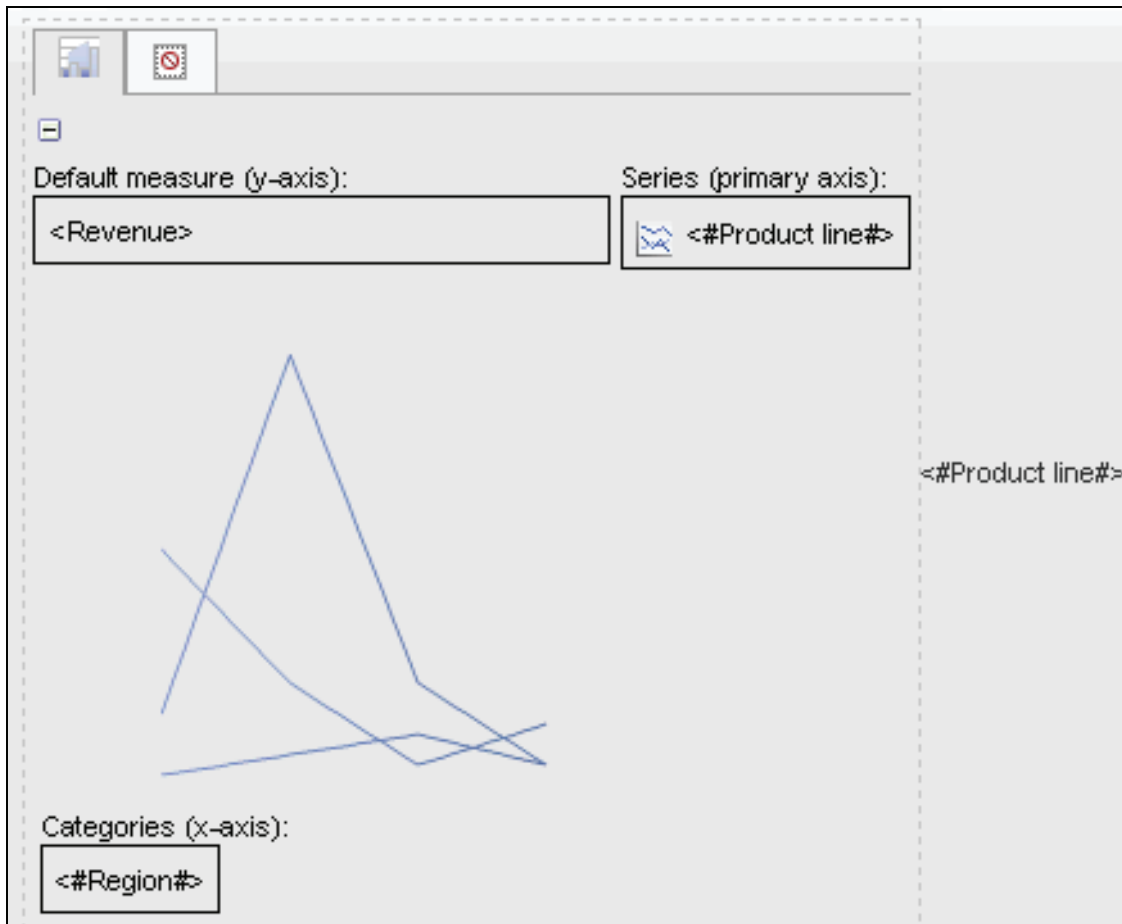 Default measure (y-axis):
Series (primary axis):
<Revenue>
<#Product line#>
<#Product line#>
Categories (x-axis):
<#Region#>